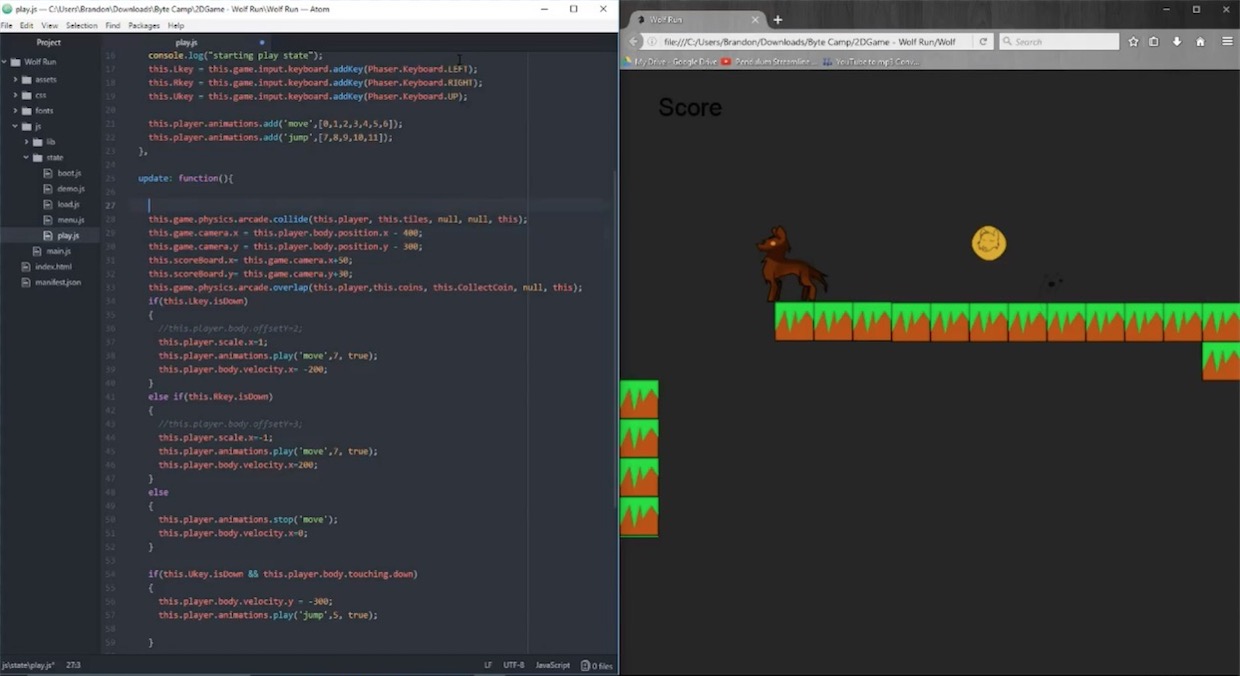 play.js — C:\Users\Brandon\Downloads\Byte Camp\2DGame - Wolf Run\Wolf Run — Atom
File Edit View Selection Find Packages Help
Project
Wolf Run
assets
css
fonts
js
lib
state
boot.js
demo.js
load.js
menu.js
play.js
main.js
index.html
manifest.json
play.js
16 console.log("starting play state");
17 this.Lkey = this.game.input.keyboard.addKey(Phaser.Keyboard.LEFT);
18 this.Rkey = this.game.input.keyboard.addKey(Phaser.Keyboard.RIGHT);
19 this.Ukey = this.game.input.keyboard.addKey(Phaser.Keyboard.UP);
20
21 this.player.animations.add('move',[0,1,2,3,4,5,6]);
22 this.player.animations.add('jump',[7,8,9,10,11]);
23 },
24
25 update: function(){
26
27
28 this.game.physics.arcade.collide(this.player, this.tiles, null, null, this);
29 this.game.camera.x = this.player.body.position.x - 400;
30 this.game.camera.y = this.player.body.position.y - 300;
31 this.scoreBoard.x= this.game.camera.x+50;
32 this.scoreBoard.y= this.game.camera.y+30;
33 this.game.physics.arcade.overlap(this.player,this.coins, this.CollectCoin, null, this);
34 if(this.Lkey.isDown)
35 {
36 //this.player.body.offsetY=2;
37 this.player.scale.x=1;
38 this.player.animations.play('move',7, true);
39 this.player.body.velocity.x= -200;
40 }
41 else if(this.Rkey.isDown)
42 {
43 //this.player.body.offsetY=3;
44 this.player.scale.x=-1;
45 this.player.animations.play('move',7, true);
46 this.player.body.velocity.x=200;
47 }
48 else
49 {
50 this.player.animations.stop('move');
51 this.player.body.velocity.x=0;
52 }
53
54 if(this.Ukey.isDown && this.player.body.touching.down)
55 {
56 this.player.body.velocity.y = -300;
57 this.player.animations.play('jump',5, true);
58
59 }
js\state\play.js* 27:3 LF UTF-8 JavaScript 0 files
Wolf Run
file:///C:/Users/Brandon/Downloads/Byte Camp/2DGame - Wolf Run/Wolf
Search
My Drive - Google Drive Pendulum Streamline ... YouTube to mp3 Conv...
Score